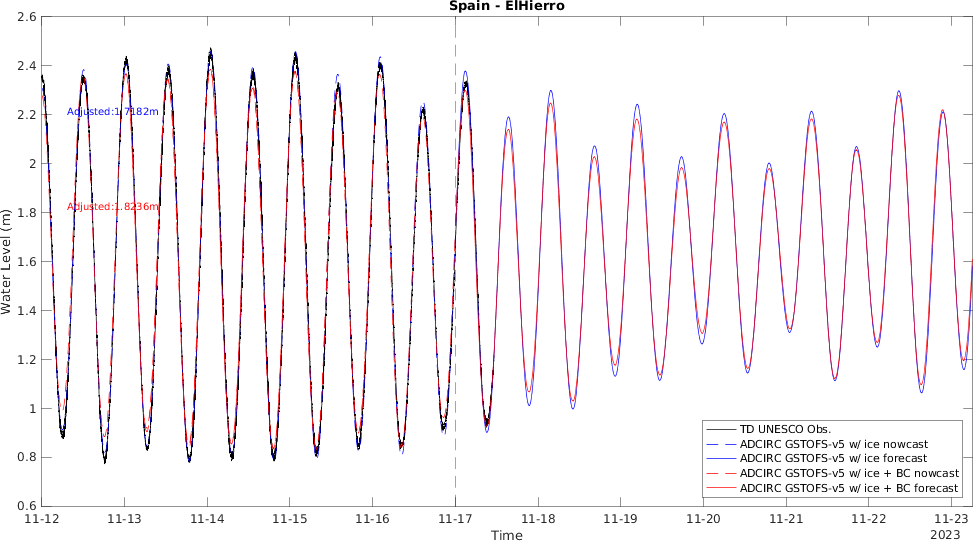 Spain - ElHierro
2.6
2.4
2.2
2
1.8
1.6
1.4
1.2
1
0.8
0.6
Water Level (m)
Adjusted:1.7182m
Adjusted:1.8236m
TD UNESCO Obs.
ADCIRC GSTOFS-v5 w/ ice nowcast
ADCIRC GSTOFS-v5 w/ ice forecast
ADCIRC GSTOFS-v5 w/ ice + BC nowcast
ADCIRC GSTOFS-v5 w/ ice + BC forecast
11-12 11-13 11-14 11-15 11-16 11-17 11-18 11-19 11-20 11-21 11-22 11-23
Time
2023